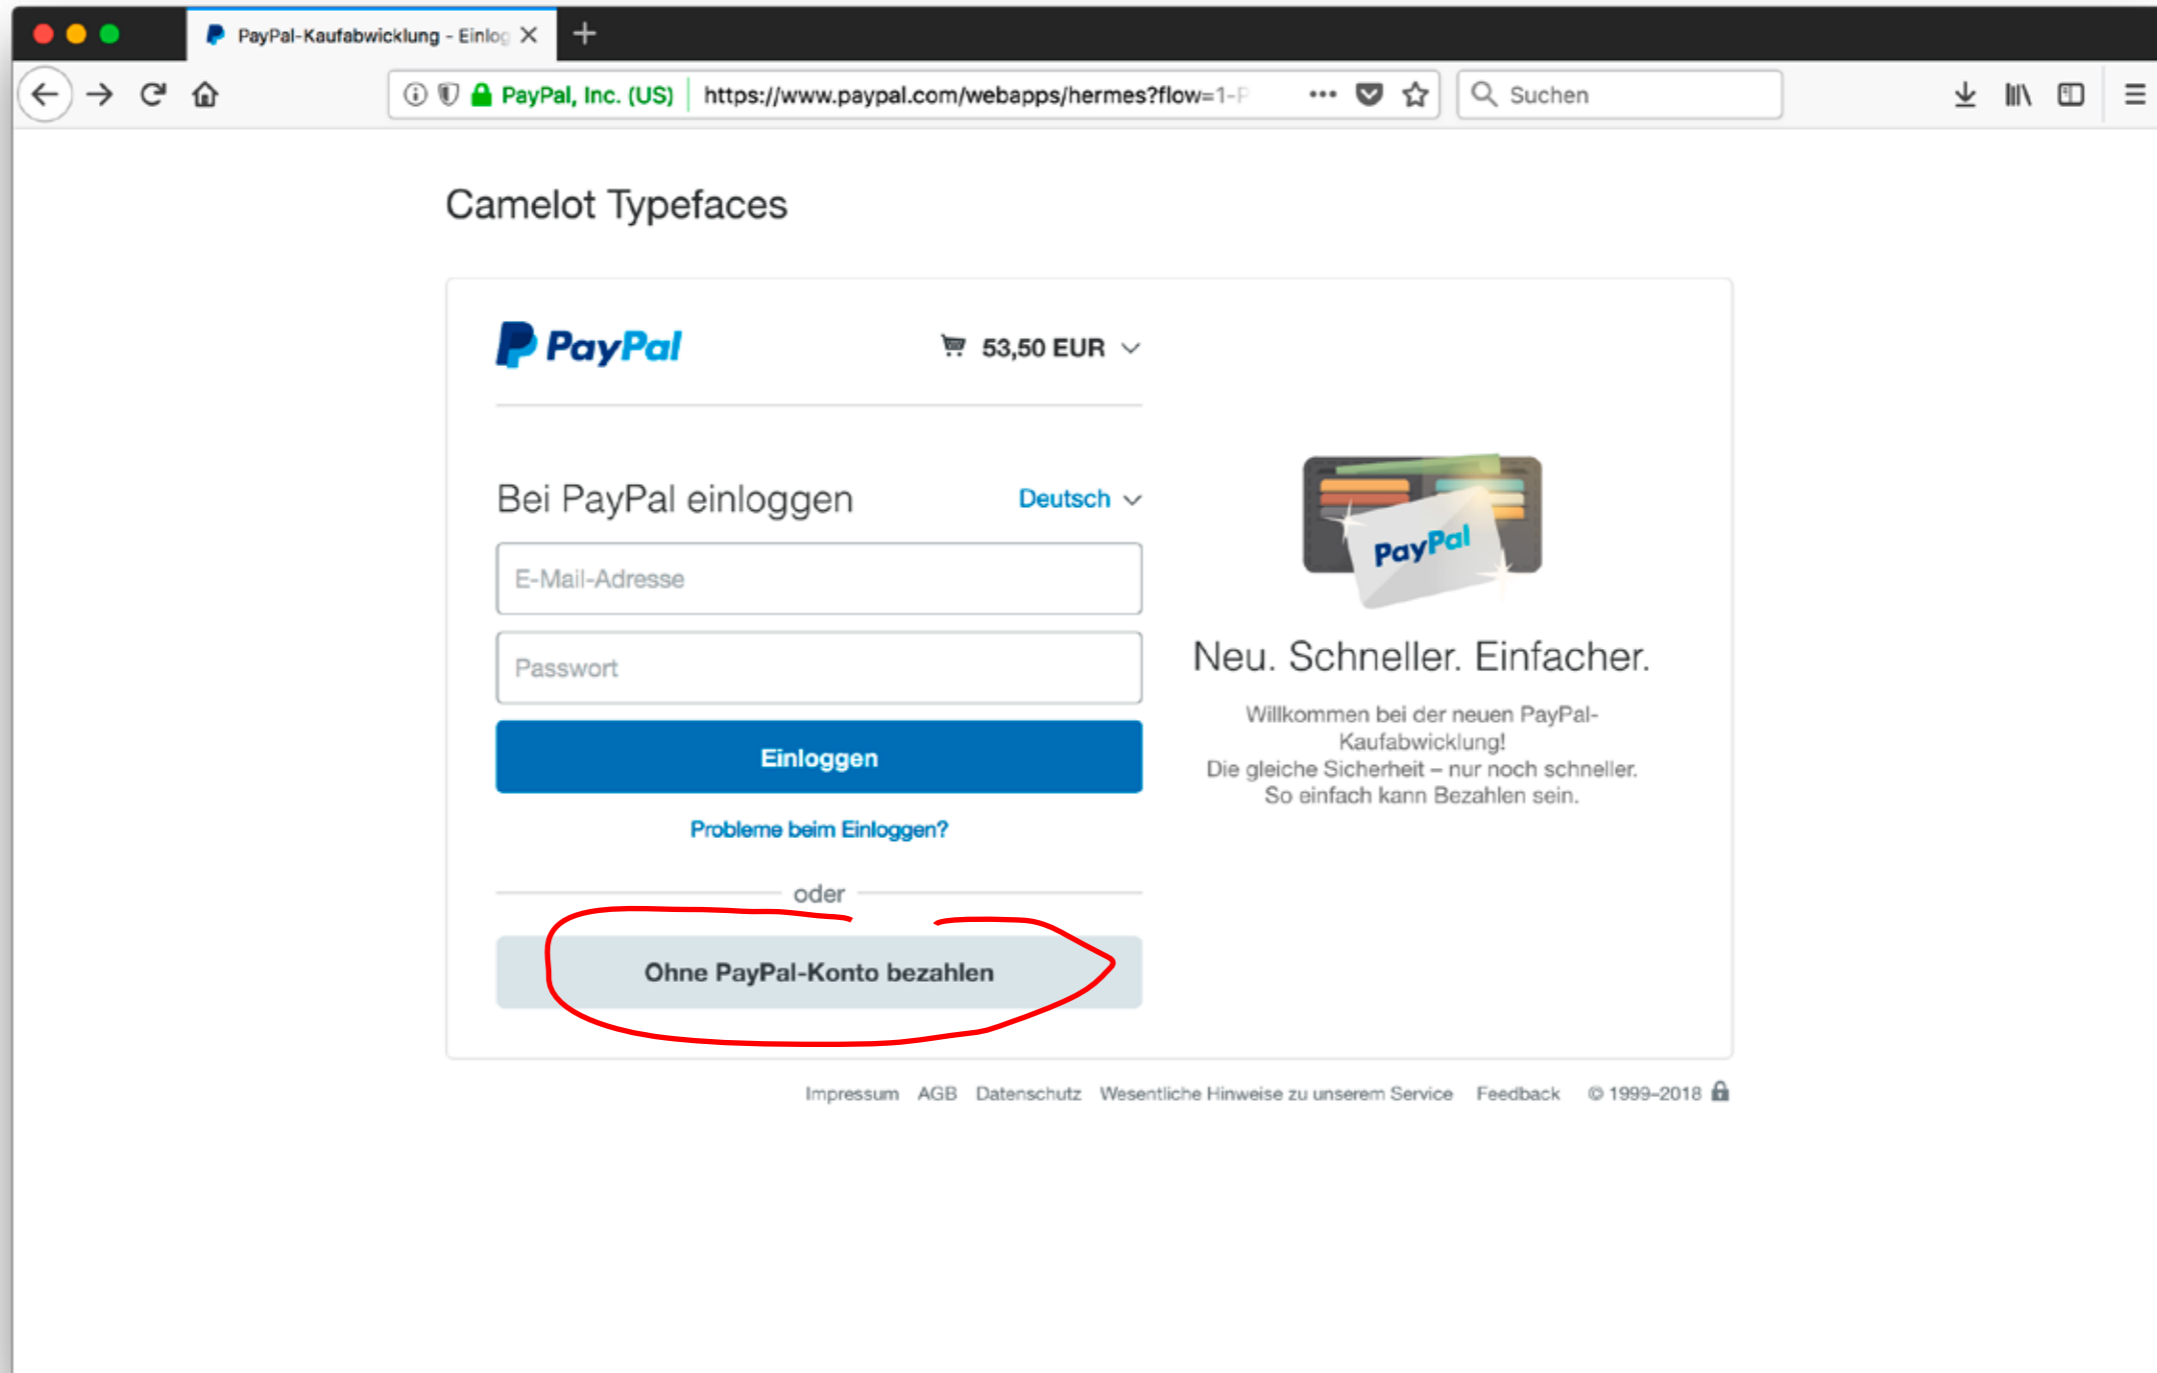 PayPal-Kaufabwicklung - Einlog
PayPal, Inc. (US) https://www.paypal.com/webapps/hermes?flow=1-P
Suchen
Camelot Typefaces
PayPal
53,50 EUR
Bei PayPal einloggen
Deutsch
E-Mail-Adresse
Passwort
Einloggen
Probleme beim Einloggen?
oder
Ohne PayPal-Konto bezahlen
PayPal
Neu. Schneller. Einfacher.
Willkommen bei der neuen PayPal-
Kaufabwicklung!
Die gleiche Sicherheit – nur noch schneller.
So einfach kann Bezahlen sein.
Impressum AGB Datenschutz Wesentliche Hinweise zu unserem Service Feedback © 1999–2018